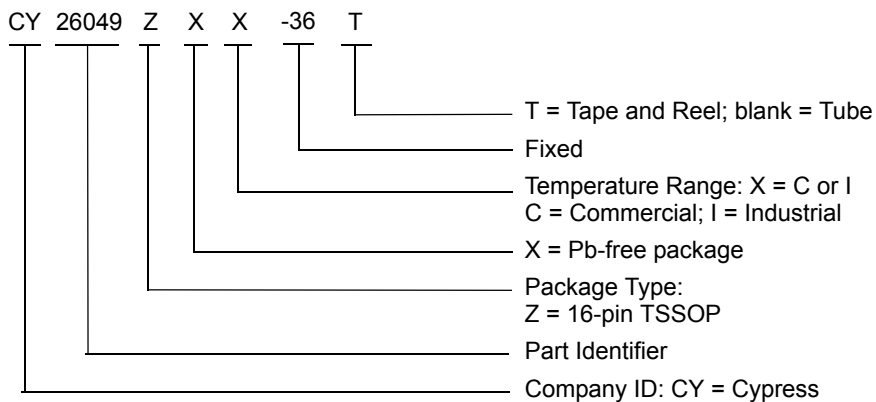 CY 26049 Z X X -36 T
T = Tape and Reel; blank = Tube
Fixed
Temperature Range: X = C or I
C = Commercial; I = Industrial
X = Pb-free package
Package Type:
Z = 16-pin TSSOP
Part Identifier
Company ID: CY = Cypress